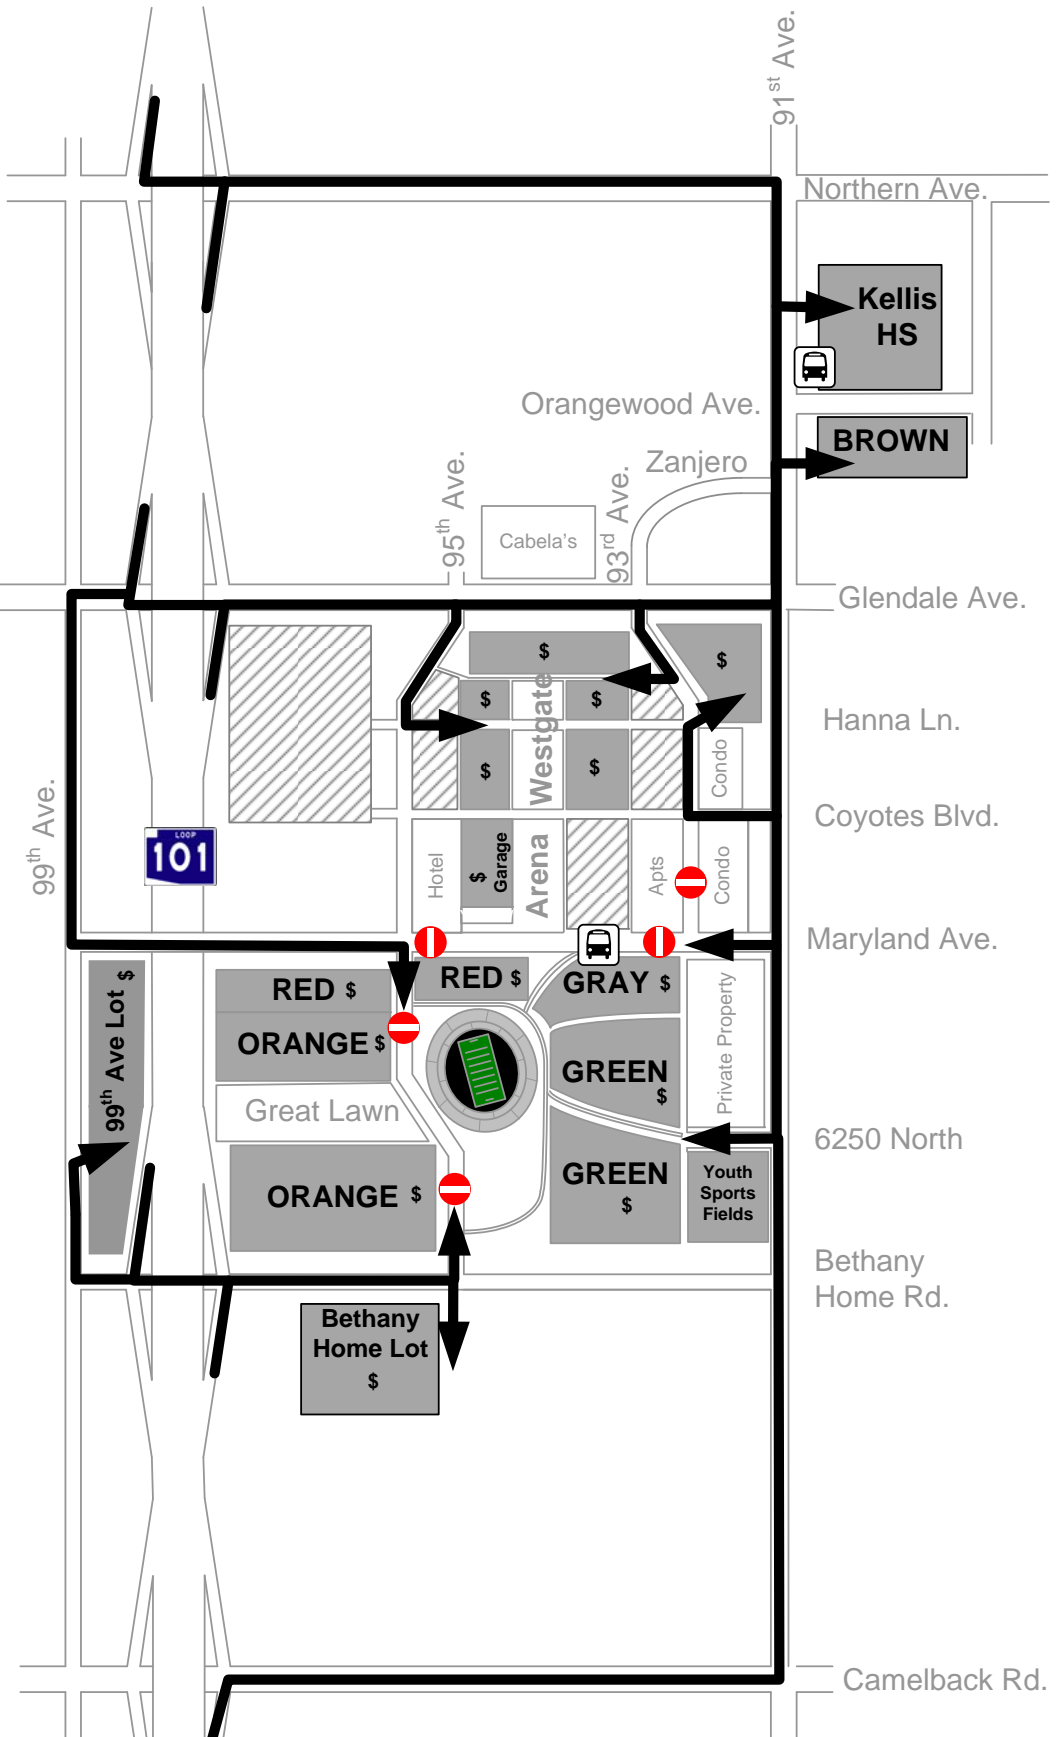 91st Ave.
Northern Ave.
Kellis
HS
Orangewood Ave.
BROWN
Zanjero
95th Ave.
93rd Ave.
Cabela's
Glendale Ave.
$
$
$
$
Westgate
Hanna Ln.
$
$
Condo
99th Ave.
LOOP
101
Coyotes Blvd.
Hotel
$
Garage
Arena
Apts
Condo
Maryland Ave.
RED $
RED $
GRAY $
ORANGE $
99th Ave Lot $
GREEN
$
Private Property
Great Lawn
6250 North
ORANGE $
GREEN
$
Youth
Sports
Fields
Bethany
Home Rd.
Bethany
Home Lot
$
Camelback Rd.